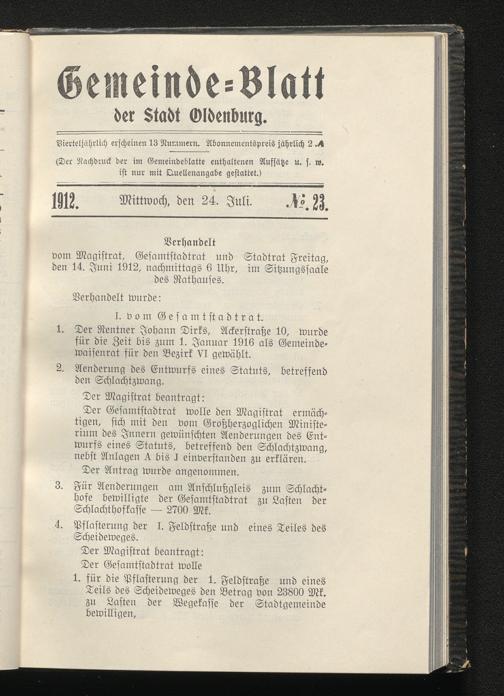 Gemeinde=Blatt
der Stadt Oldenburg.
Vierteljährlich erscheinen 13 Nummern. Abonnementspreis jährlich 2 ℳ
(Der Nachdruck der im Gemeindeblatte enthaltenen Aufsätze u. s. w.
ist nur mit Quellenangabe gestattet.)
1912. Mittwoch, den 24. Juli. № 23.
Verhandelt
vom Magistrat, Gesamtstadtrat und Stadtrat Freitag,
den 14. Juni 1912, nachmittags 6 Uhr, im Sitzungssaale
des Rathauses.
Verhandelt wurde:
I. vom Gesamtstadtrat.
1. Der Rentner Johann Dirks, Ackerstraße 10, wurde
für die Zeit bis zum 1. Januar 1916 als Gemeinde-
waisenrat für den Bezirk VI gewählt.
2. Aenderung des Entwurfs eines Statuts, betreffend
den Schlachtzwang.
Der Magistrat beantragt:
Der Gesamtstadtrat wolle den Magistrat ermäch-
tigen, sich mit den vom Großherzoglichen Ministe-
rium des Innern gewünschten Aenderungen des Ent-
wurfs eines Statuts, betreffend den Schlachtzwang,
nebst Anlagen A bis J einverstanden zu erklären.
Der Antrag wurde angenommen.
3. Für Aenderungen am Anschlußgleis zum Schlacht-
hofe bewilligte der Gesamtstadtrat zu Lasten der
Schlachthofkasse — 2700 Mk.
4. Pflasterung der I. Feldstraße und eines Teiles des
Scheideweges.
Der Magistrat beantragt:
Der Gesamtstadtrat wolle
1. für die Pflasterung der 1. Feldstraße und eines
Teils des Scheideweges den Betrag von 23800 Mk.
zu Lasten der Wegekasse der Stadtgemeinde
bewilligen,